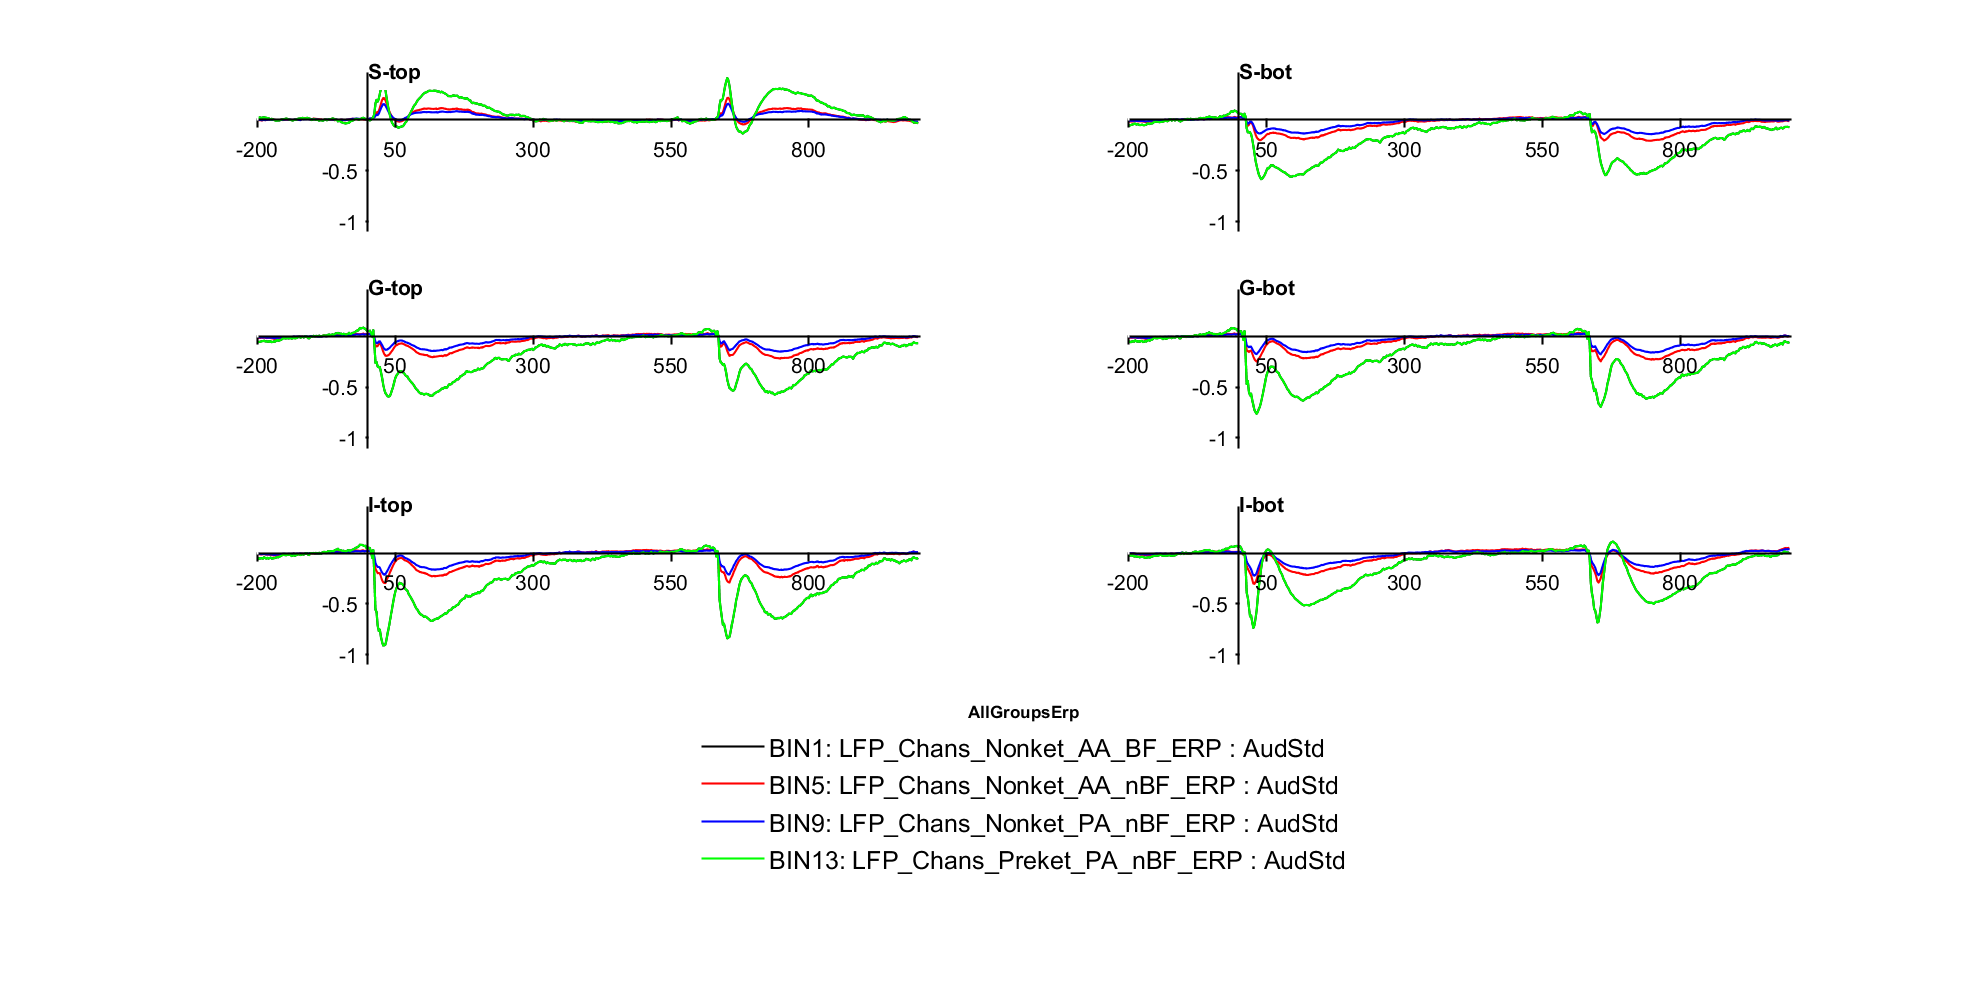 S-top
-200 50 300 550 800
-0.5
-1
S-bot
-200 50 300 550 800
-0.5
-1
G-top
-200 50 300 550 800
-0.5
-1
G-bot
-200 50 300 550 800
-0.5
-1
I-top
-200 50 300 550 800
-0.5
-1
I-bot
-200 50 300 550 800
-0.5
-1
AllGroupsErp
BIN1: LFP_Chans_Nonket_AA_BF_ERP : AudStd
BIN5: LFP_Chans_Nonket_AA_nBF_ERP : AudStd
BIN9: LFP_Chans_Nonket_PA_nBF_ERP : AudStd
BIN13: LFP_Chans_Preket_PA_nBF_ERP : AudStd